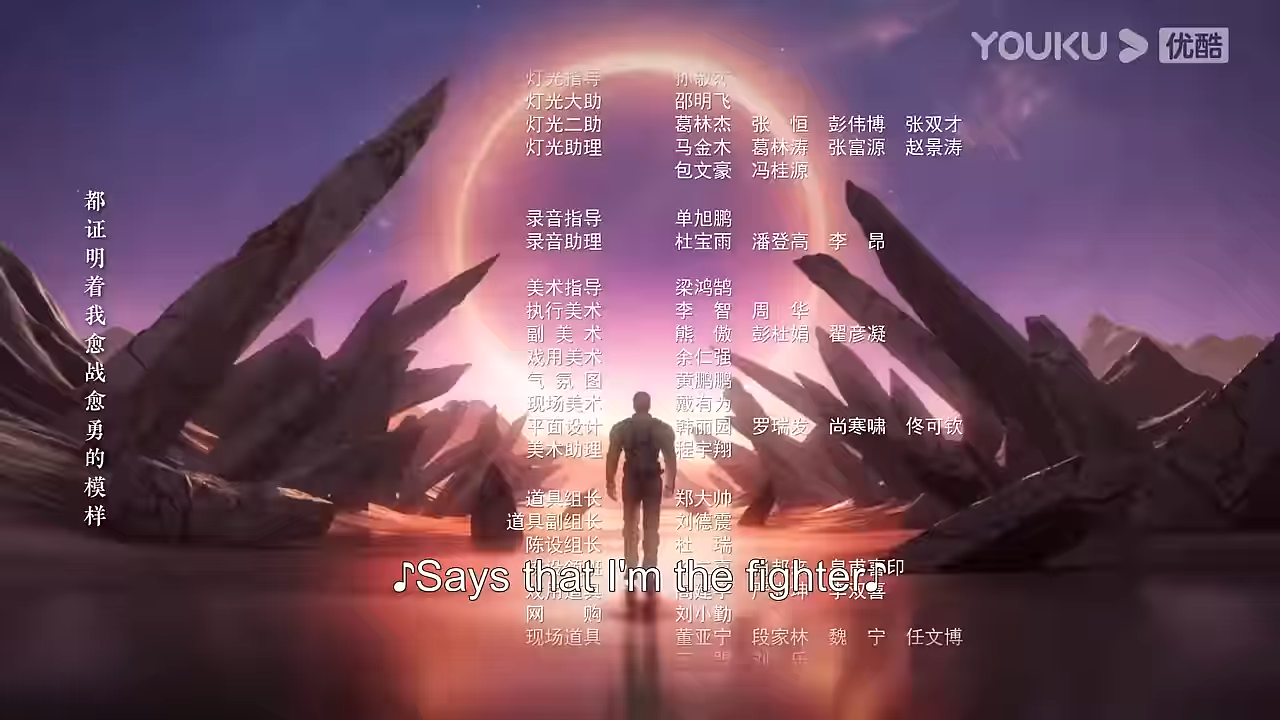 YOUKU 优酷
灯光指导
灯光大助 邵明飞
灯光二助 葛林杰 张 恒 彭伟博 张双才
灯光助理 马金木 葛林涛 张富源 赵景涛
包文豪 冯桂源
录音指导 单旭鹏
录音助理 杜宝雨 潘登高 李 昂
美术指导 梁鸿鹄
执行美术 李 智 周 华
副 美 术 熊 傲 彭杜娟 翟彦凝
戏用美术 余仁强
气 氛 图 黄鹏鹏
现场美术 戴有为
平面设计 韩丽园 罗瑞发 尚寒啸 佟可钦
美术助理 程宇翔
道具组长 郑大帅
道具副组长 刘德震
陈设组长 杜 瑞
网 购 刘小勤
现场道具 董亚宁 段家林 魏 宁 任文博
都证明着我愈战愈勇的模样
♪Says that I'm the fighter♪